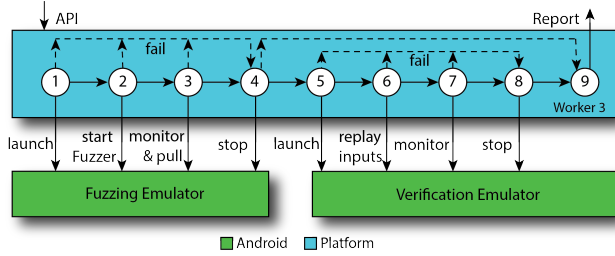 API
Report
fail
fail
1 2 3 4 5 6 7 8 9
Worker 3
launch
start
Fuzzer
monitor
& pull
stop
launch
replay
inputs
monitor
stop
Fuzzing Emulator
Verification Emulator
Android
Platform